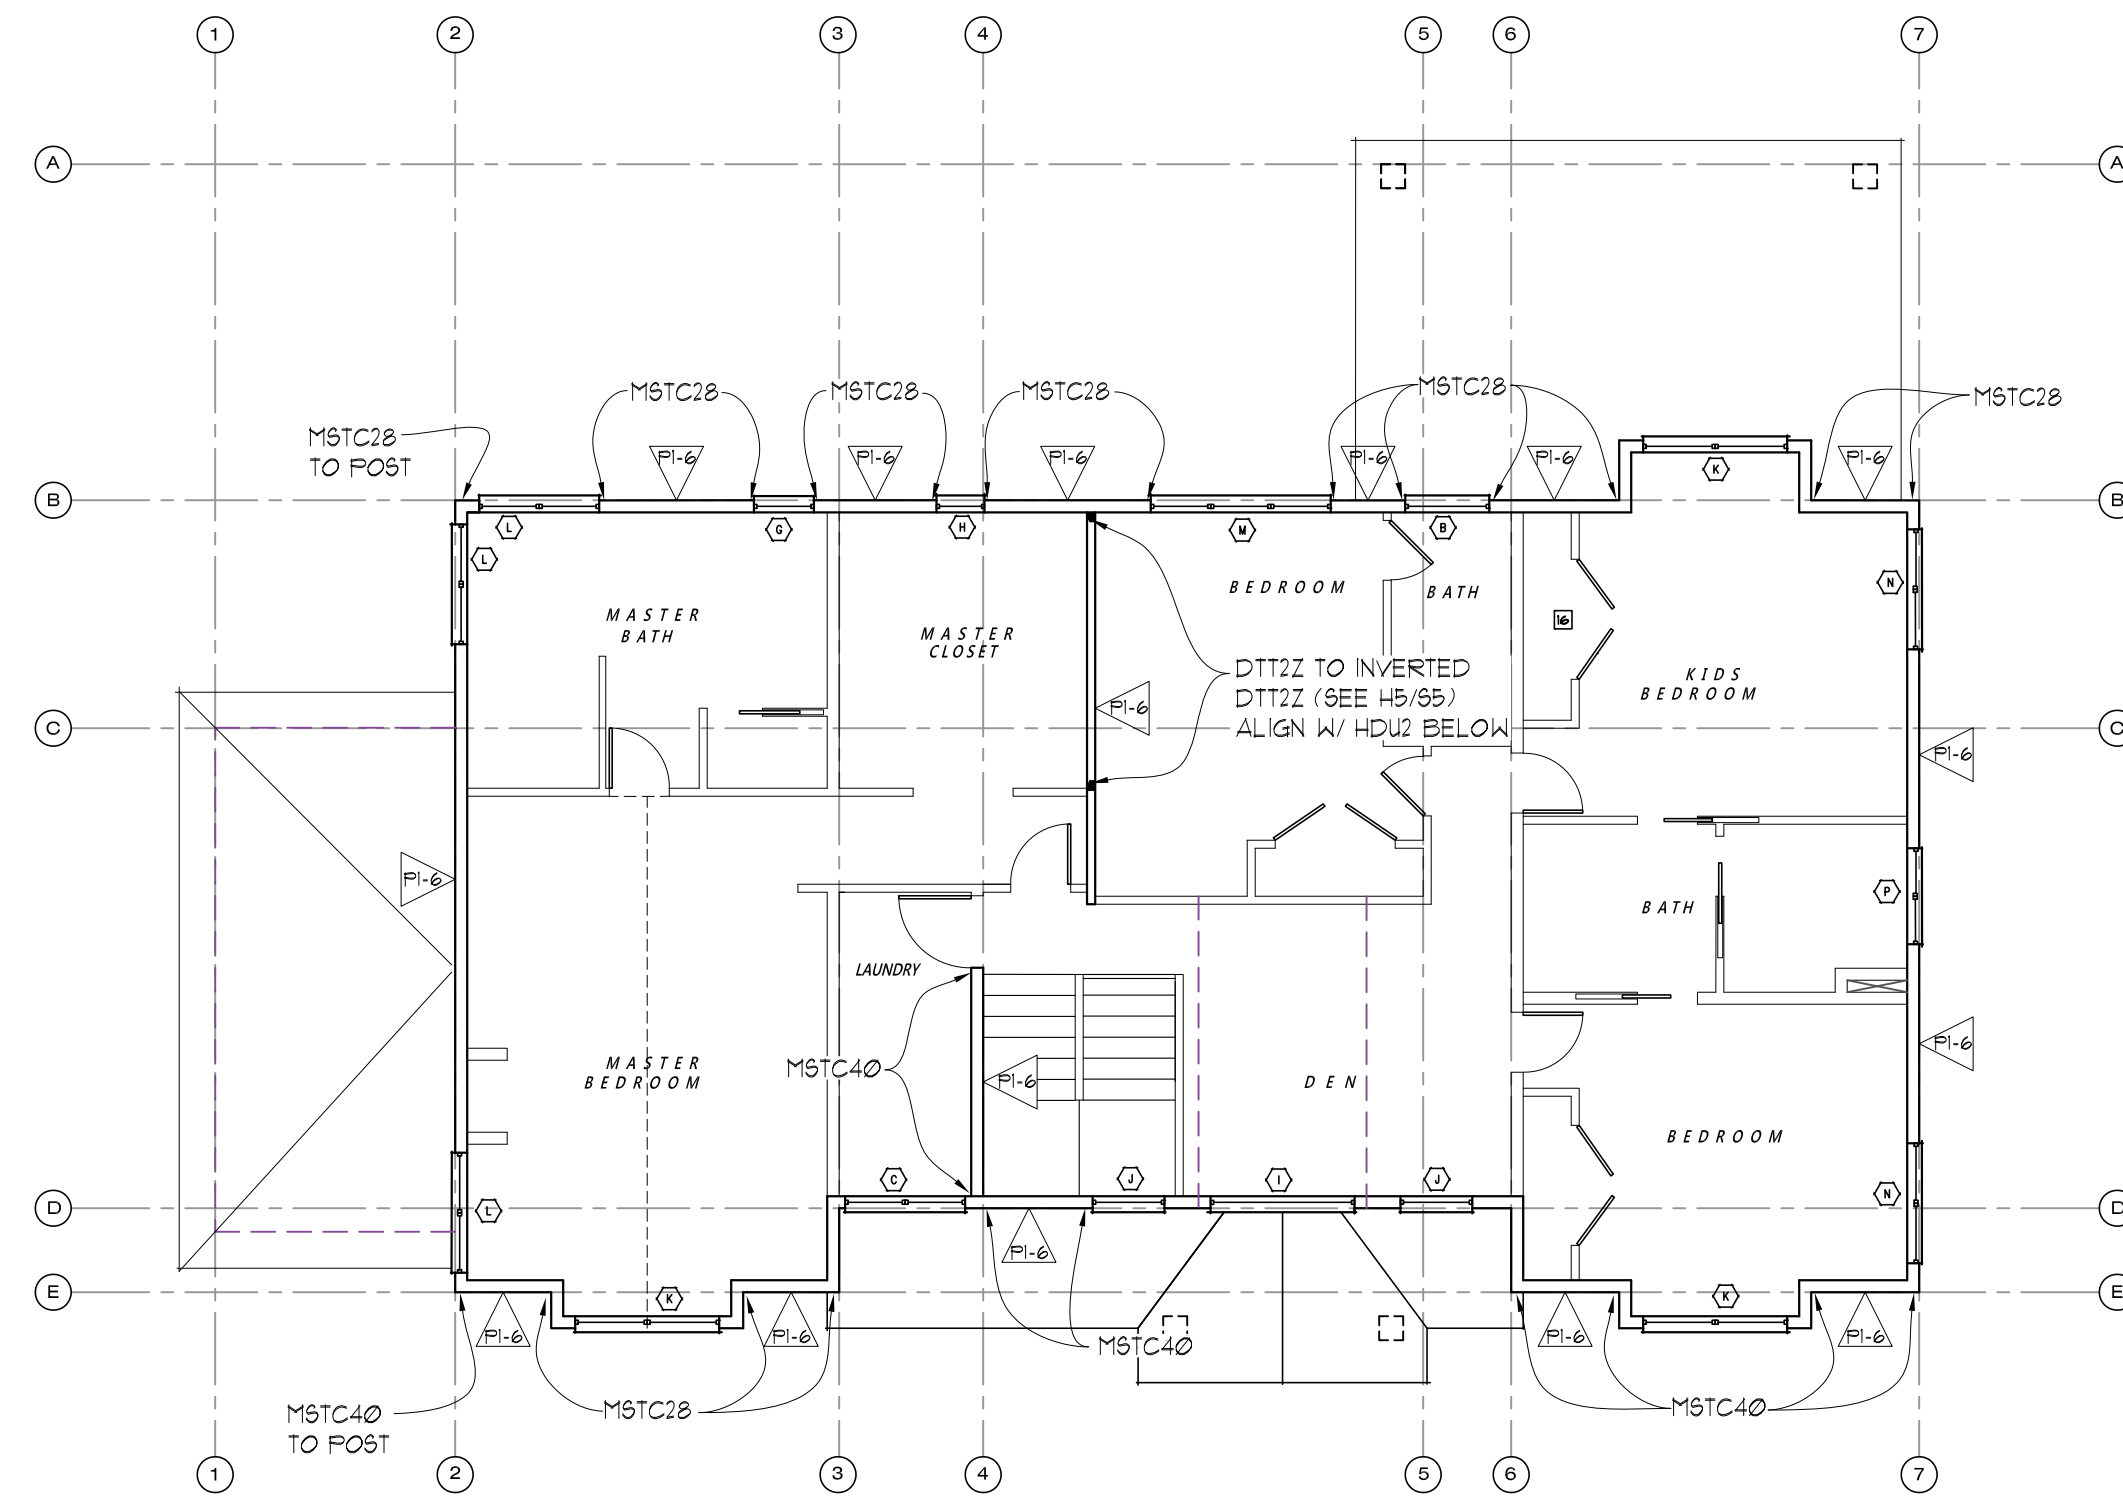 1 2 3 4 5 6 7
A A
MSTC28 MSTC28 MSTC28 MSTC28 MSTC28
MSTC28
TO POST
P1-6 P1-6 P1-6 P1-6 P1-6 P1-6
K
B B
L G H M B
L N
MASTER
BATH
MASTER
CLOSET
BEDROOM
BATH
16
KIDS
BEDROOM
DTT2Z TO INVERTED
DTT2Z (SEE H5/S5)
ALIGN W/ HDU2 BELOW
P1-6
C C
P1-6
P1-6
P
BATH
LAUNDRY
P1-6
MSTC40
P1-6
MASTER
BEDROOM
DEN
BEDROOM
C J I J
L N
D D
P1-6
E E
K K
P1-6 P1-6 P1-6 P1-6
MSTC40
MSTC40
TO POST
MSTC28
MSTC40
1 2 3 4 5 6 7